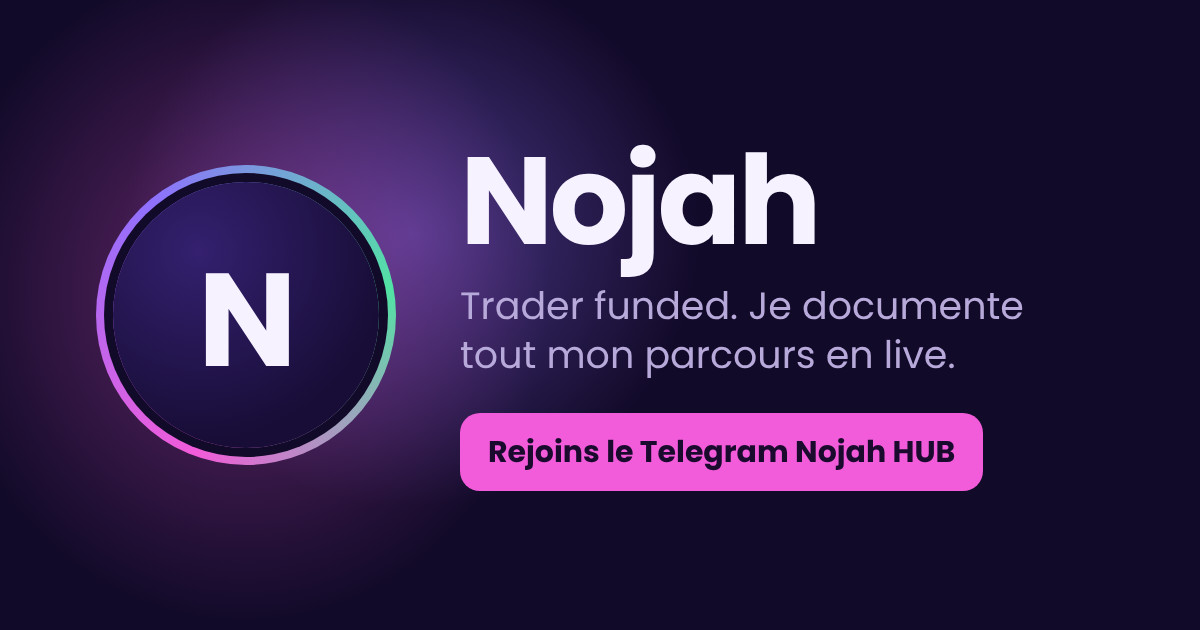 N
Nojah
Trader funded. Je documente
tout mon parcours en live.
Rejoins le Telegram Nojah HUB